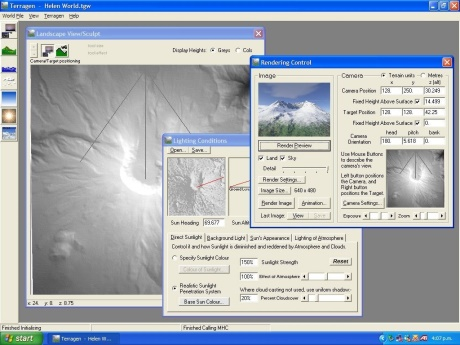 Terragen - Helen World.tgw
World File View Terragen Help
Landscape View/Sculpt
Display Heights: Greys Cols
Camera/Target positioning
x: 24 y: 8 z: 8.75
Lighting Conditions
Open... Save...
Sun Heading 69.677
Direct Sunlight Background Light Sun's Appearance Lighting of Atmosphere
Control if and how Sunlight is diminished and reddened by Atmosphere and Clouds.
Specify Sunlight Colour
Colour of Sunlight
150% Sunlight Strength
Reset
Realistic Sunlight Penetration System
100% Effect of Atmosphere
Base Sun Colour...
Where cloud-casting not used, use uniform shadow:
20% Percent Cloudcover
Rendering Control
Image
Render Preview
Land Sky
Detail
Render Settings...
Image Size... 640 x 480
Render Image Animation...
Last Image: View Save
Camera Terrain units Metres
x y z (alt)
Camera Position 128. 250. 30.249
Fixed Height Above Surface 14.499
Target Position 128. 128. 42.25
Fixed Height Above Surface 0.
head pitch bank
Camera Orientation 180. 5.618 0.
Use Mouse Buttons to describe the camera's view.
Left button positions the Camera, and Right button positions the Target.
Camera Settings...
Exposure Zoom
Finished Initializing
Finished Calling MHC
start
Terragen - Helen W...
4:07 p.m.